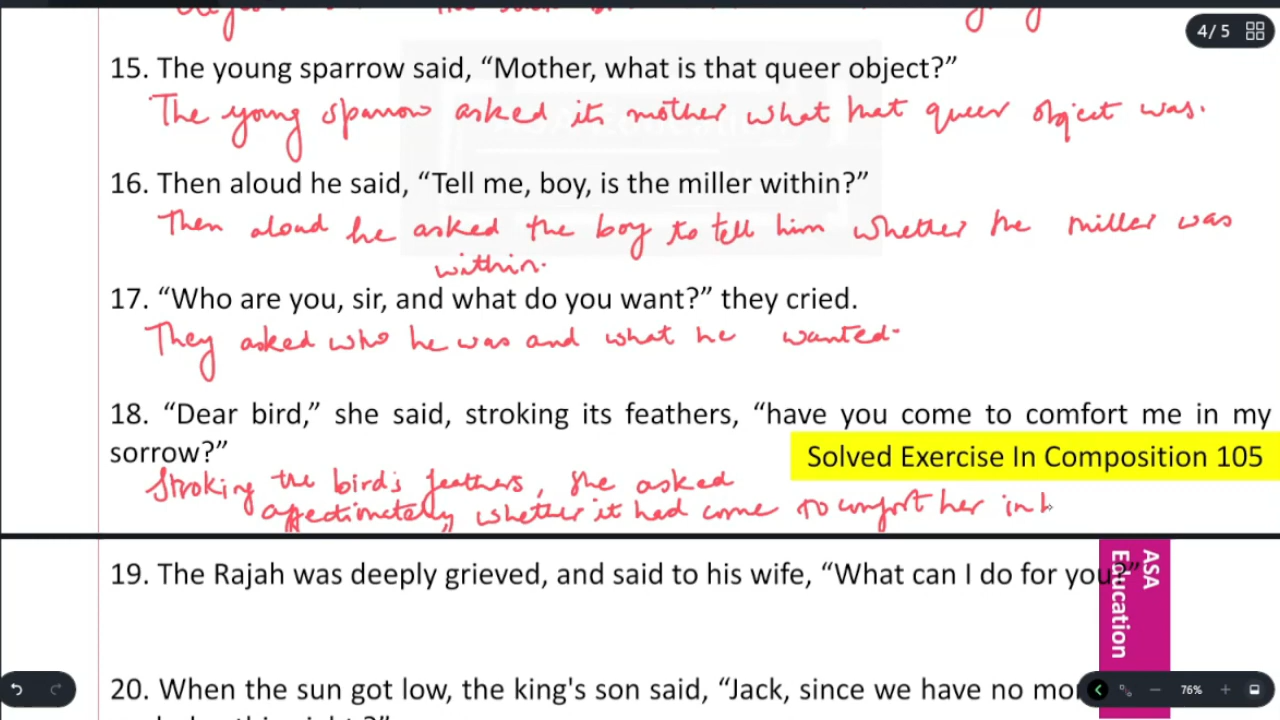 4/5
15. The young sparrow said, “Mother, what is that queer object?”
The young sparrow asked its mother what that queer object was.
16. Then aloud he said, “Tell me, boy, is the miller within?”
Then aloud he asked the boy to tell him whether the miller was
within.
17. “Who are you, sir, and what do you want?” they cried.
They asked who he was and what he wanted.
18. “Dear bird,” she said, stroking its feathers, “have you come to comfort me in my
sorrow?”
Solved Exercise In Composition 105
Stroking the bird's feathers, she asked
affectionately, whether it had come to comfort her in
19. The Rajah was deeply grieved, and said to his wife, “What can I do for you?”
ASA
Education
20. When the sun got low, the king's son said, “Jack, since we have no
76%